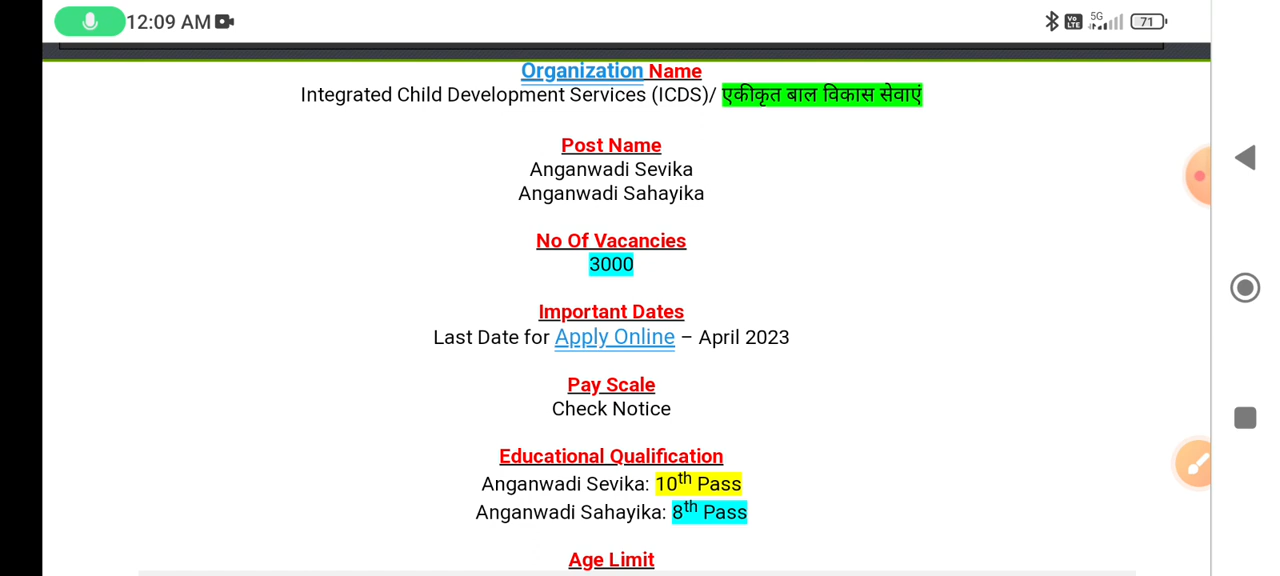 12:09 AM
Vo LTE 5G 71
Organization Name
Integrated Child Development Services (ICDS)/ एकीकृत बाल विकास सेवाएं
Post Name
Anganwadi Sevika
Anganwadi Sahayika
No Of Vacancies
3000
Important Dates
Last Date for Apply Online – April 2023
Pay Scale
Check Notice
Educational Qualification
Anganwadi Sevika: 10th Pass
Anganwadi Sahayika: 8th Pass
Age Limit